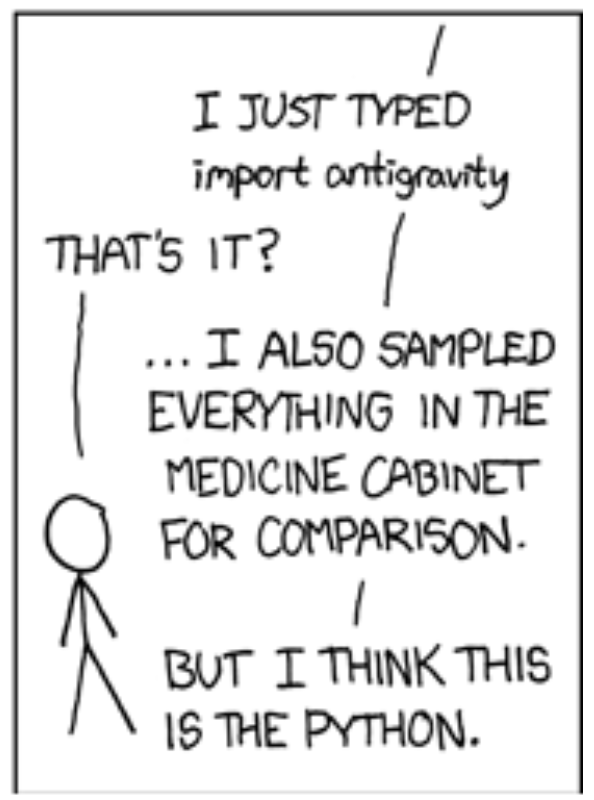 I JUST TYPED
import antigravity
THAT'S IT?
... I ALSO SAMPLED
EVERYTHING IN THE
MEDICINE CABINET
FOR COMPARISON.
BUT I THINK THIS
IS THE PYTHON.